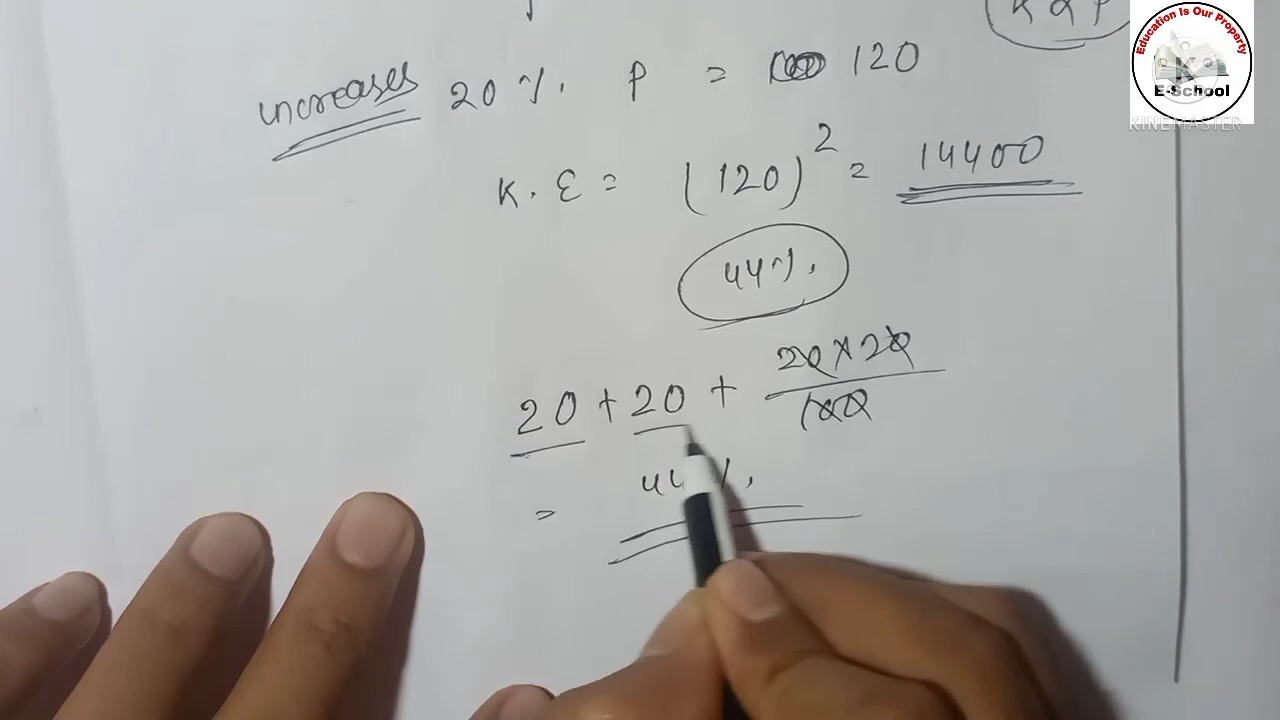 Education Is Our Property
K
E-School
KINEMASTER
increases 20%. P = 120
K.E = (120)² = 14400
44%.
20 + 20 + 20×20
100
= 44%.